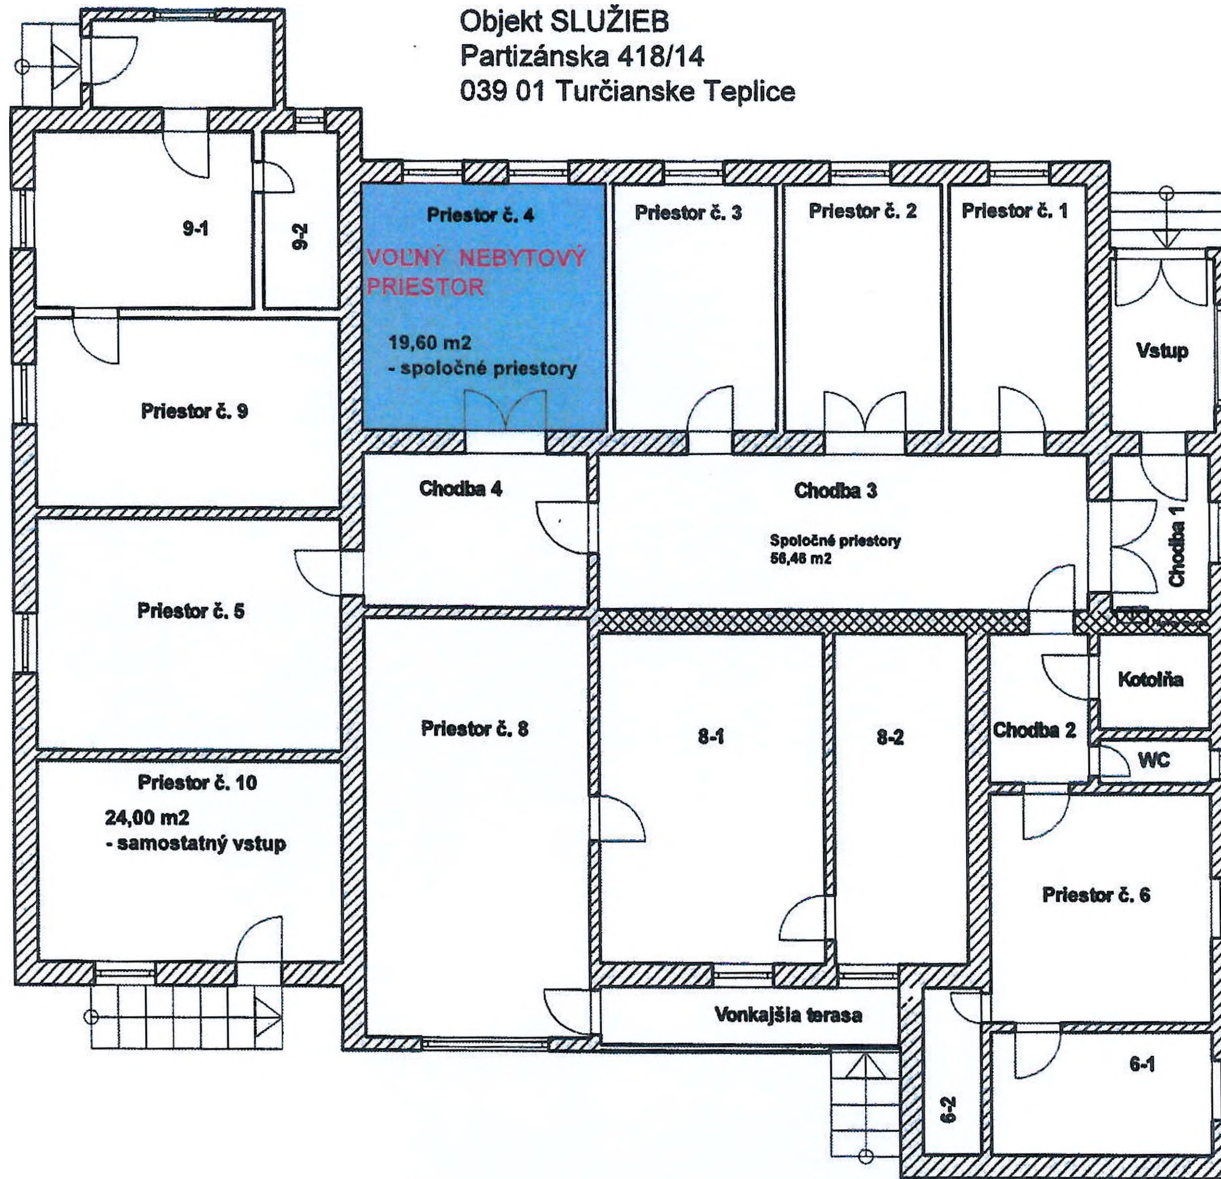 Objekt SLUŽIEB
Partizánska 418/14
039 01 Turčianske Teplice
9-1
9-2
Priestor č. 4
VOĽNÝ NEBYTOVÝ
PRIESTOR
19,60 m2
- spoločné priestory
Priestor č. 3
Priestor č. 2
Priestor č. 1
Vstup
Priestor č. 9
Chodba 4
Chodba 3
Spoločné priestory
56,46 m2
Chodba 1
Priestor č. 5
Priestor č. 8
8-1
8-2
Chodba 2
Kotolňa
WC
Priestor č. 10
24,00 m2
- samostatný vstup
Priestor č. 6
Vonkajšia terasa
6-1
6-2